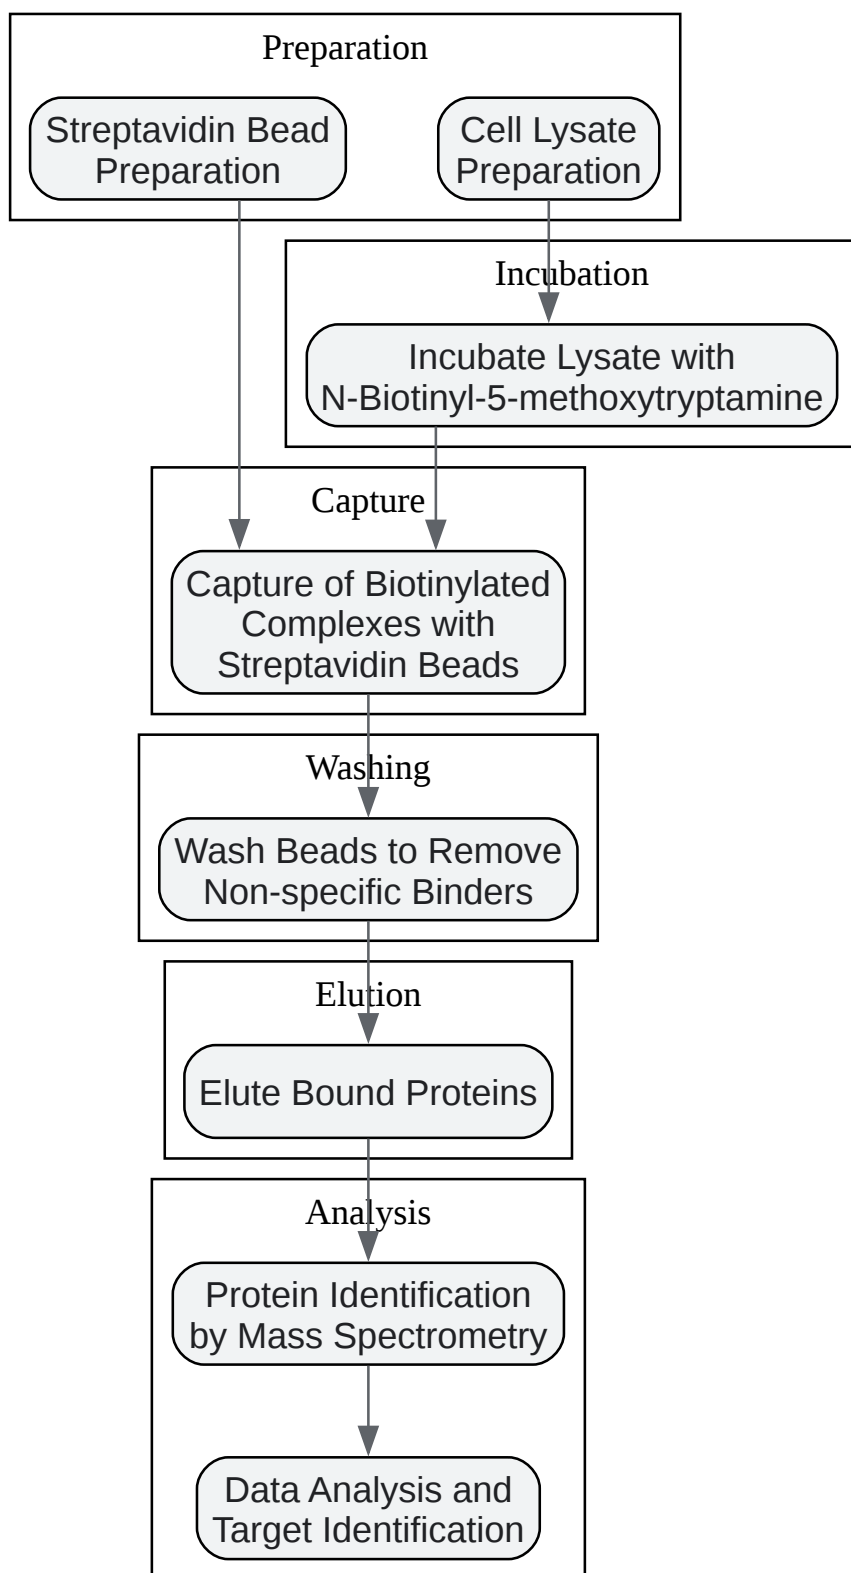 Preparation
Streptavidin Bead
Preparation
Cell Lysate
Preparation
Incubation
Incubate Lysate with
N-Biotinyl-5-methoxytryptamine
Capture
Capture of Biotinylated
Complexes with
Streptavidin Beads
Washing
Wash Beads to Remove
Non-specific Binders
Elution
Elute Bound Proteins
Analysis
Protein Identification
by Mass Spectrometry
Data Analysis and
Target Identification